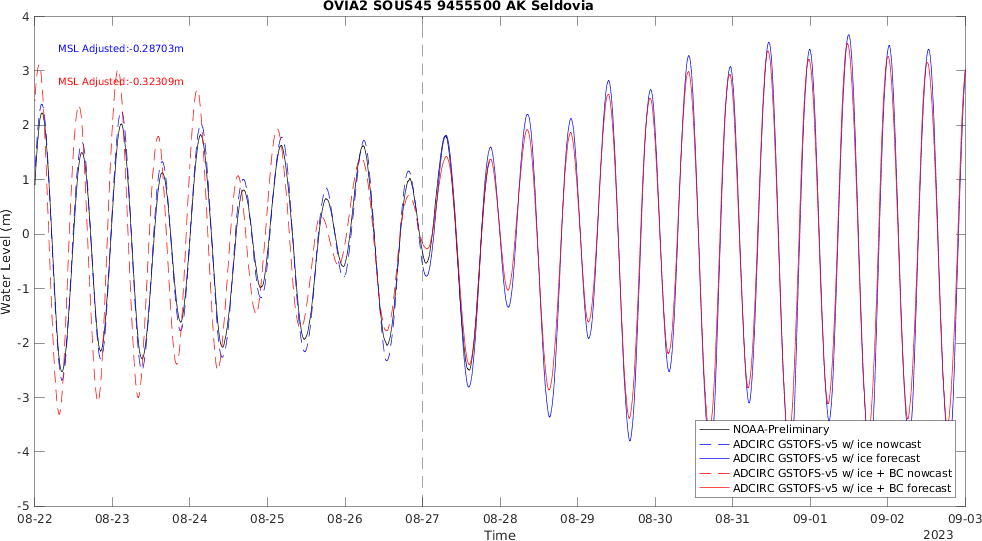 OVIA2 SOUS45 9455500 AK Seldovia
MSL Adjusted:-0.28703m
MSL Adjusted:-0.32309m
Water Level (m)
4
3
2
1
0
-1
-2
-3
-4
-5
NOAA-Preliminary
ADCIRC GSTOFS-v5 w/ ice nowcast
ADCIRC GSTOFS-v5 w/ ice forecast
ADCIRC GSTOFS-v5 w/ ice + BC nowcast
ADCIRC GSTOFS-v5 w/ ice + BC forecast
08-22 08-23 08-24 08-25 08-26 08-27 08-28 08-29 08-30 08-31 09-01 09-02 09-03
Time
2023